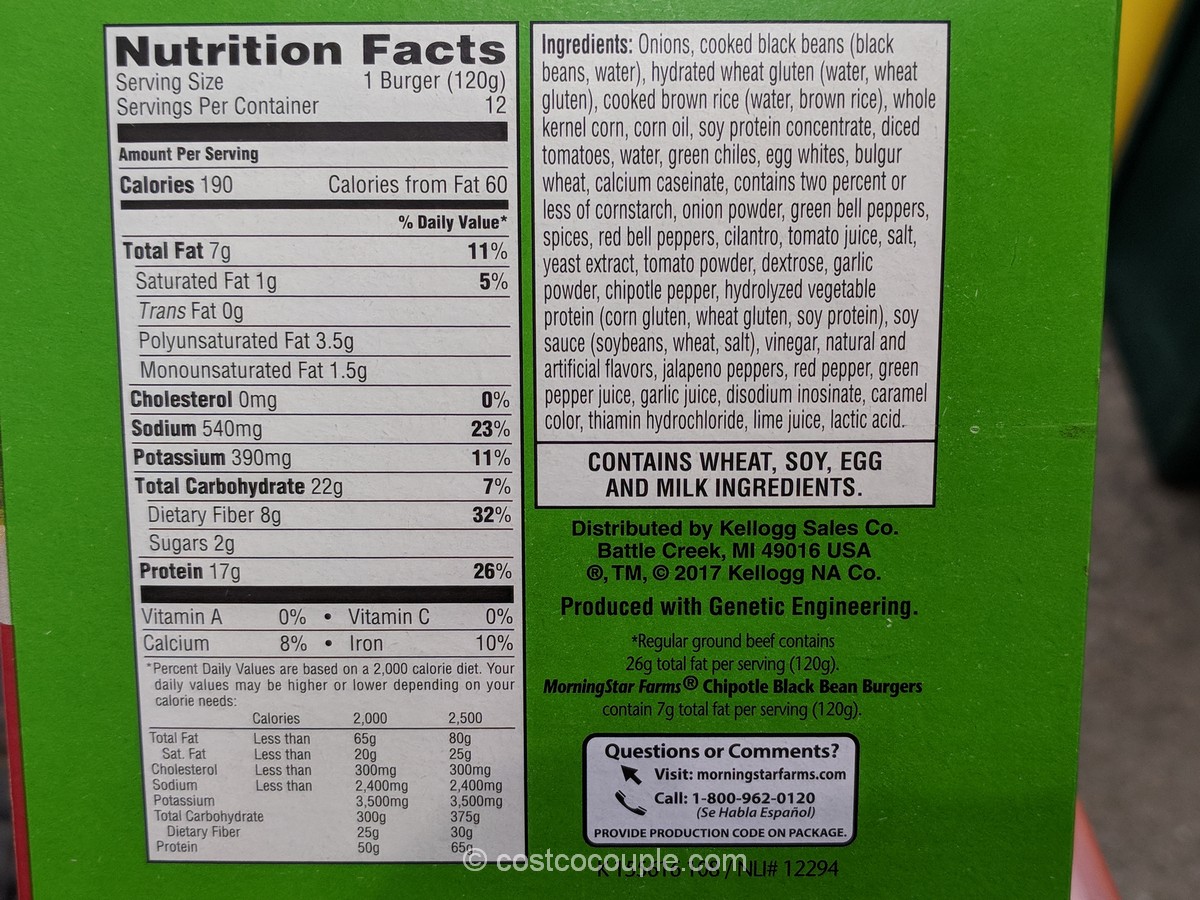 Nutrition Facts
Serving Size 1 Burger (120g)
Servings Per Container 12
Amount Per Serving
Calories 190 Calories from Fat 60
% Daily Value*
Total Fat 7g 11%
Saturated Fat 1g 5%
Trans Fat 0g
Polyunsaturated Fat 3.5g
Monounsaturated Fat 1.5g
Cholesterol 0mg 0%
Sodium 540mg 23%
Potassium 390mg 11%
Total Carbohydrate 22g 7%
Dietary Fiber 8g 32%
Sugars 2g
Protein 17g 26%
Vitamin A 0% • Vitamin C 0%
Calcium 8% • Iron 10%
*Percent Daily Values are based on a 2,000 calorie diet. Your
daily values may be higher or lower depending on your
calorie needs:
Calories 2,000 2,500
Total Fat Less than 65g 80g
Sat. Fat Less than 20g 25g
Cholesterol Less than 300mg 300mg
Sodium Less than 2,400mg 2,400mg
Potassium 3,500mg 3,500mg
Total Carbohydrate 300g 375g
Dietary Fiber 25g 30g
Protein 50g 65g
Ingredients: Onions, cooked black beans (black
beans, water), hydrated wheat gluten (water, wheat
gluten), cooked brown rice (water, brown rice), whole
kernel corn, corn oil, soy protein concentrate, diced
tomatoes, water, green chiles, egg whites, bulgur
wheat, calcium caseinate, contains two percent or
less of cornstarch, onion powder, green bell peppers,
spices, red bell peppers, cilantro, tomato juice, salt,
yeast extract, tomato powder, dextrose, garlic
powder, chipotle pepper, hydrolyzed vegetable
protein (corn gluten, wheat gluten, soy protein), soy
sauce (soybeans, wheat, salt), vinegar, natural and
artificial flavors, jalapeno peppers, red pepper, green
pepper juice, garlic juice, disodium inosinate, caramel
color, thiamin hydrochloride, lime juice, lactic acid.
CONTAINS WHEAT, SOY, EGG
AND MILK INGREDIENTS.
Distributed by Kellogg Sales Co.
Battle Creek, MI 49016 USA
®, TM, © 2017 Kellogg NA Co.
Produced with Genetic Engineering.
*Regular ground beef contains
26g total fat per serving (120g).
MorningStar Farms® Chipotle Black Bean Burgers
contain 7g total fat per serving (120g).
Questions or Comments?
Visit: morningstarfarms.com
Call: 1-800-962-0120
(Se Habla Español)
PROVIDE PRODUCTION CODE ON PACKAGE.
© costcocouple.com
NLI# 12294